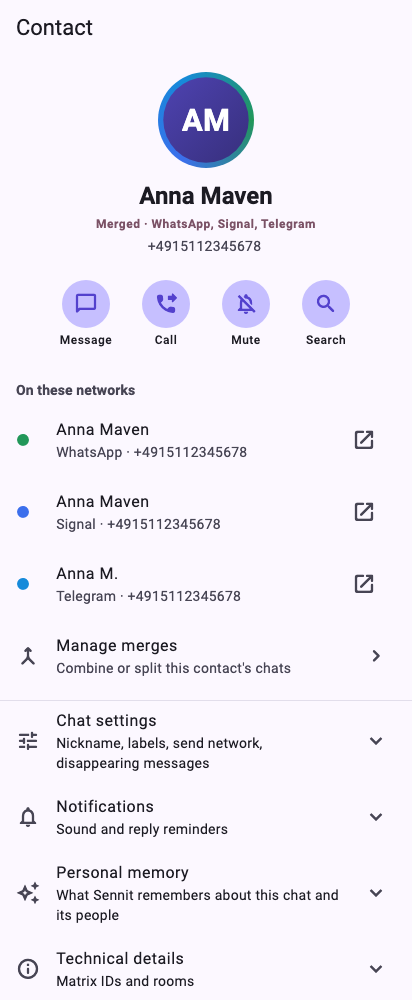 Contact
AM
Anna Maven
Merged · WhatsApp, Signal, Telegram
+4915112345678
Message
Call
Mute
Search
On these networks
Anna Maven
WhatsApp · +4915112345678
Anna Maven
Signal · +4915112345678
Anna M.
Telegram · +4915112345678
Manage merges
Combine or split this contact's chats
Chat settings
Nickname, labels, send network,
disappearing messages
Notifications
Sound and reply reminders
Personal memory
What Sennit remembers about this chat and
its people
Technical details
Matrix IDs and rooms